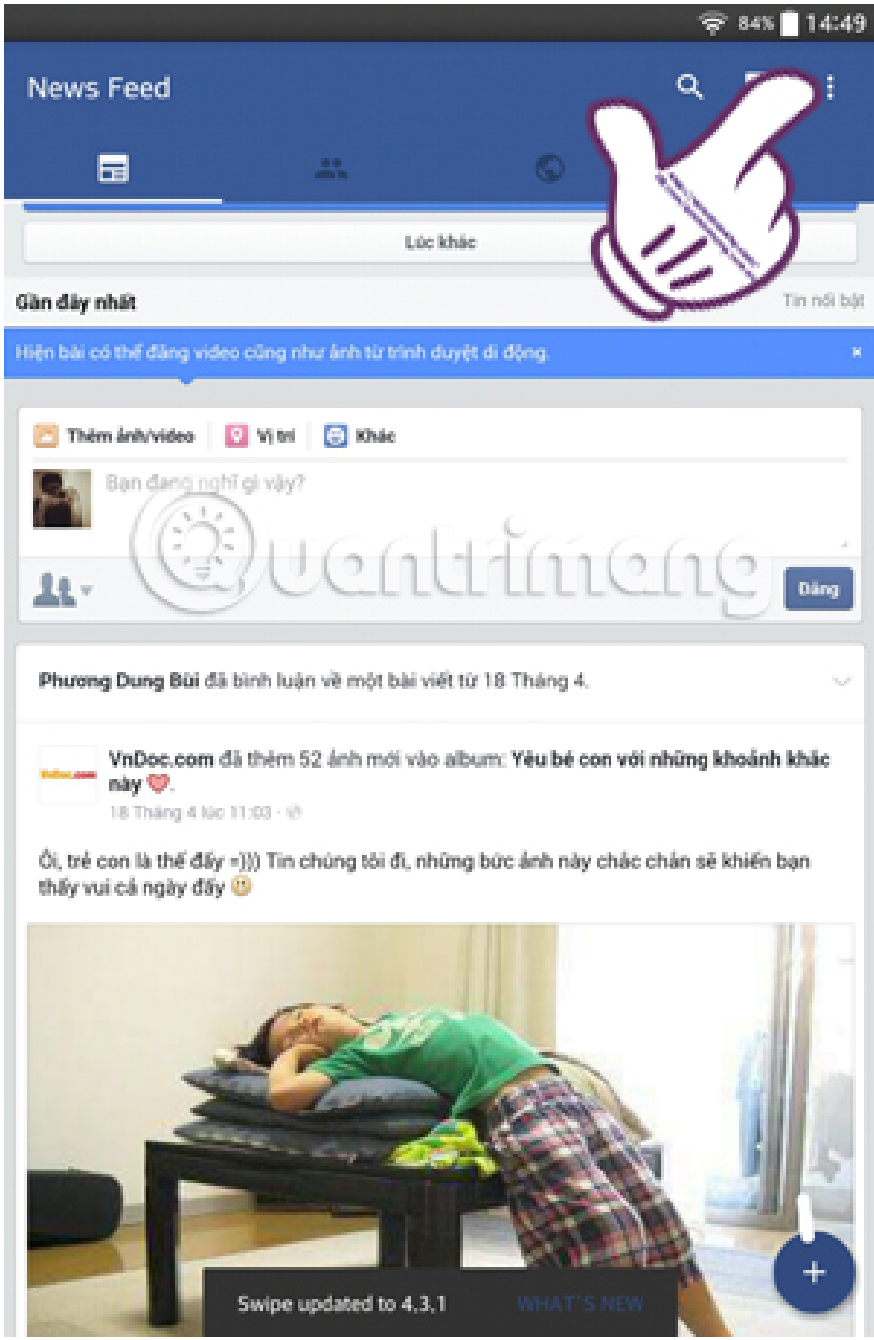 84% 14:49
News Feed
Lúc khác
Gần đây nhất
Tin nổi bật
Hiện bài có thể đăng video cũng như ảnh từ trình duyệt di động. ×
Thêm ảnh/video Vị trí Khác
Bạn đang nghĩ gì vậy?
Quantrimang
Đăng
Phương Dung Bùi đã bình luận về một bài viết từ 18 Tháng 4.
VnDoc.com
VnDoc.com đã thêm 52 ảnh mới vào album: Yêu bé con với những khoảnh khắc
này ❤.
18 Tháng 4 lúc 11:03 ·
Ôi, trẻ con là thế đấy =))) Tin chúng tôi đi, những bức ảnh này chắc chắn sẽ khiến bạn
thấy vui cả ngày đấy 🙂
+
Swipe updated to 4.3.1 WHAT'S NEW